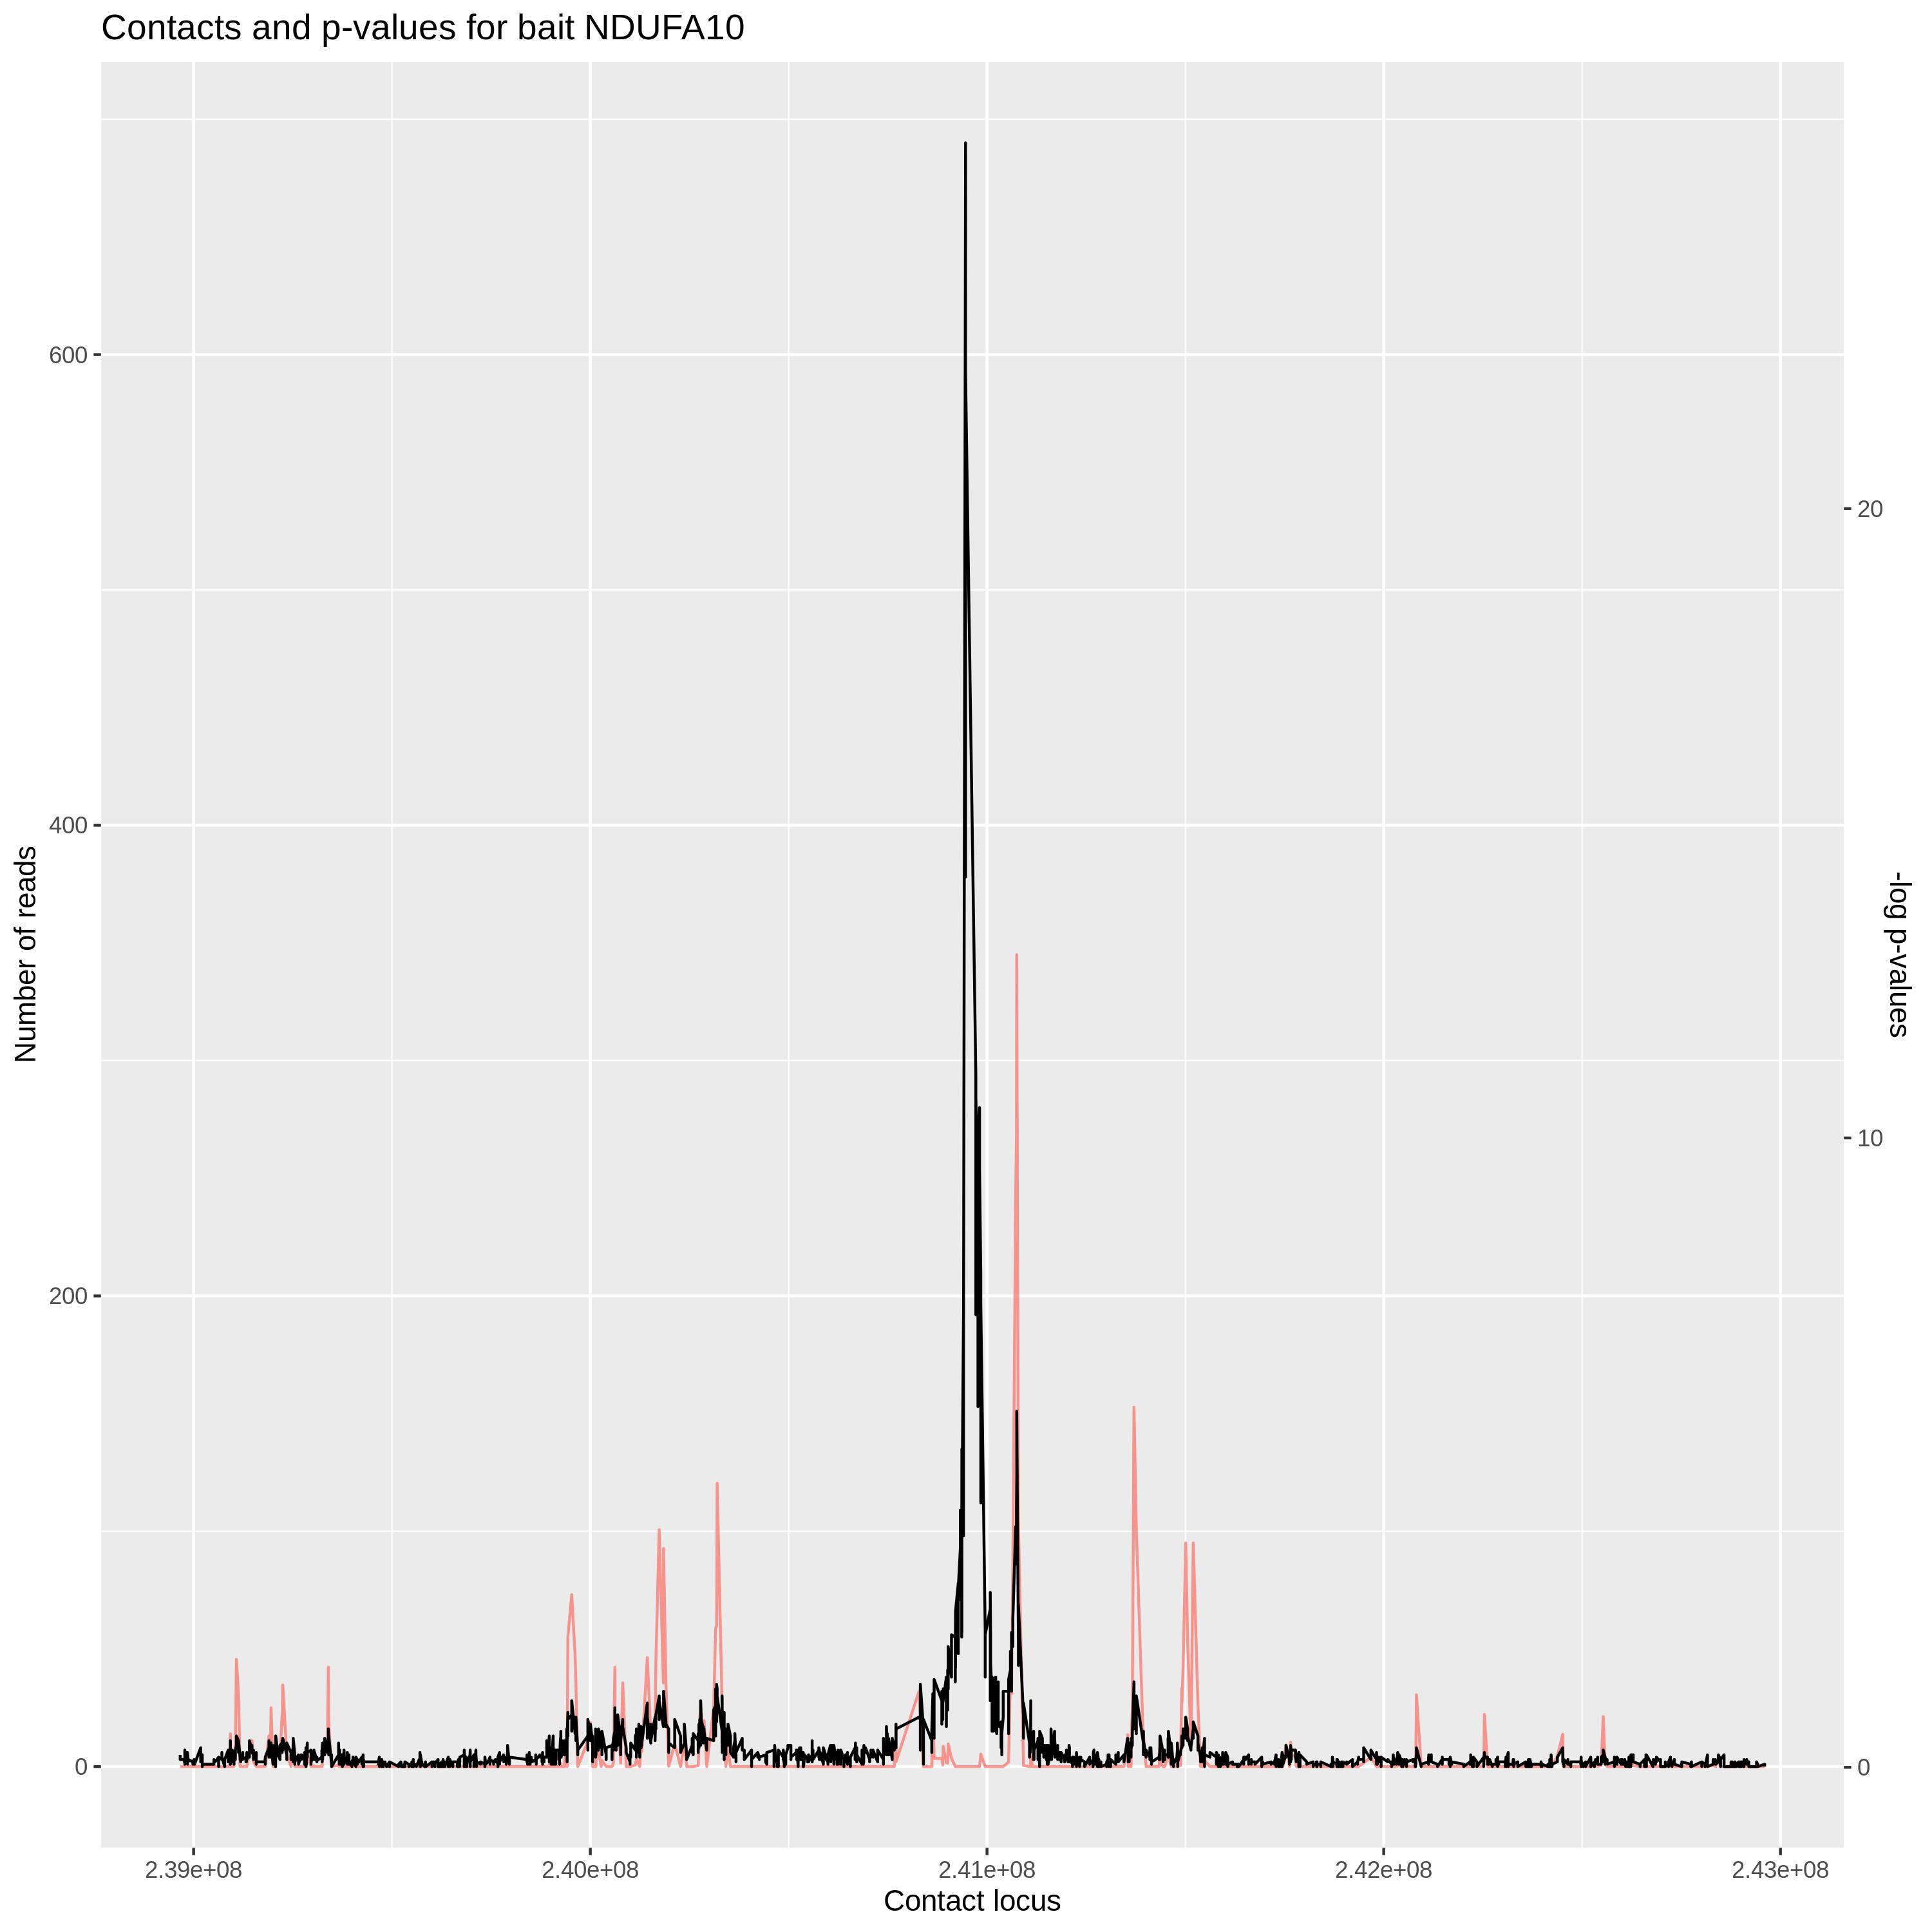 Contacts and p-values for bait NDUFA10
600
400
200
0
20
10
0
Number of reads
-log p-values
2.39e+08
2.40e+08
2.41e+08
2.42e+08
2.43e+08
Contact locus